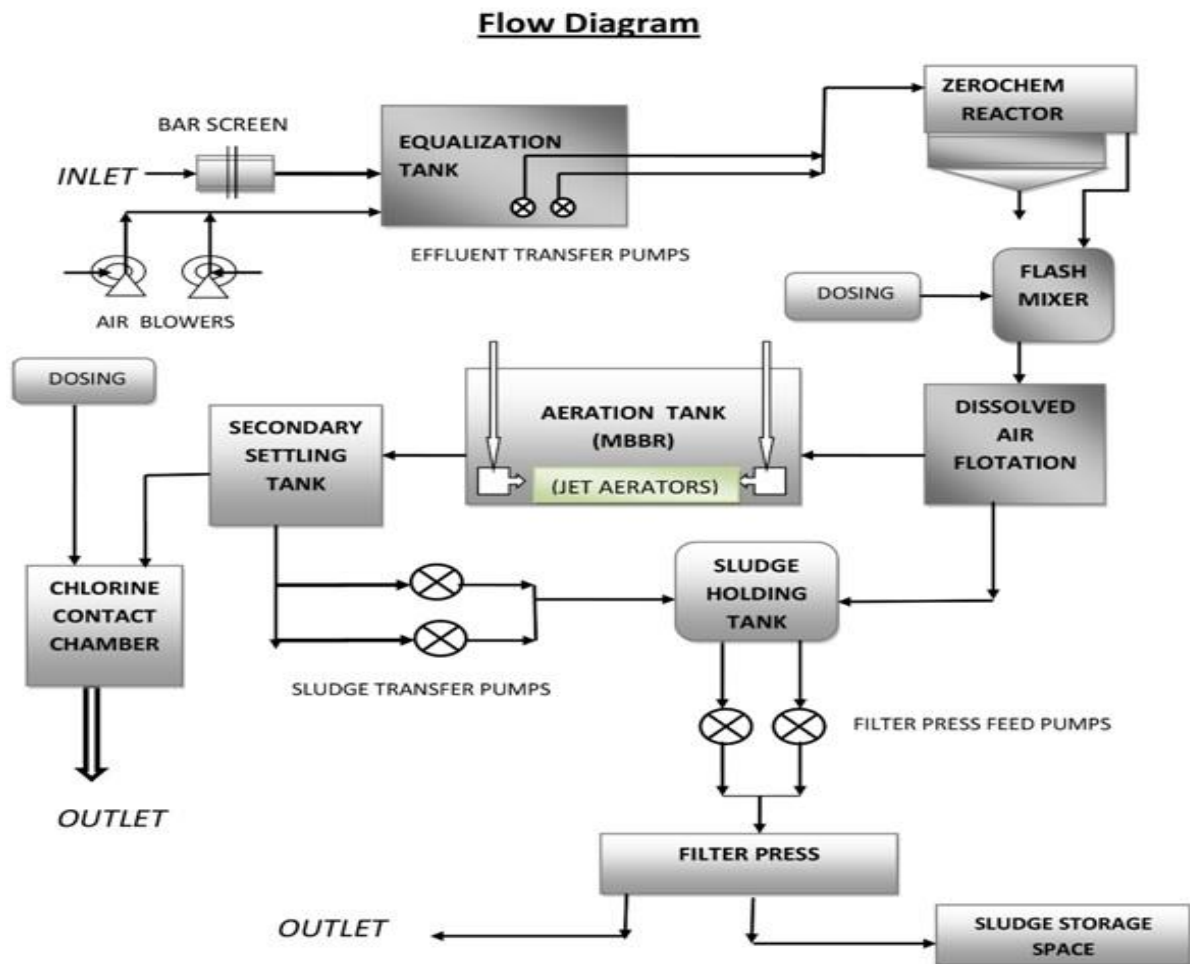 Flow Diagram
ZEROCHEM
REACTOR
BAR SCREEN
EQUALIZATION
TANK
INLET
EFFLUENT TRANSFER PUMPS
FLASH
MIXER
DOSING
AIR BLOWERS
DOSING
AERATION TANK
(MBBR)
(JET AERATORS)
DISSOLVED
AIR
FLOTATION
SECONDARY
SETTLING
TANK
SLUDGE
HOLDING
TANK
CHLORINE
CONTACT
CHAMBER
SLUDGE TRANSFER PUMPS
FILTER PRESS FEED PUMPS
OUTLET
FILTER PRESS
OUTLET
SLUDGE STORAGE
SPACE